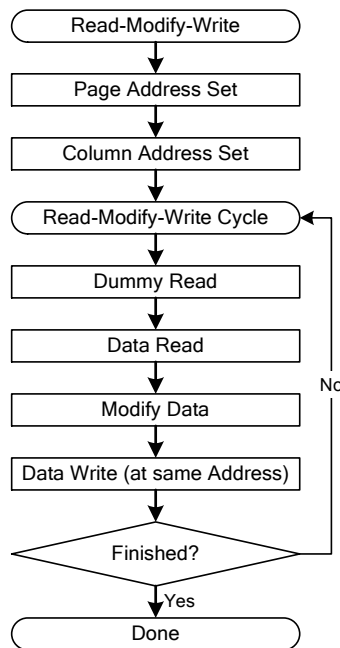 Read-Modify-Write
Page Address Set
Column Address Set
Read-Modify-Write Cycle
Dummy Read
Data Read
Modify Data
No
Data Write (at same Address)
Finished?
Yes
Done